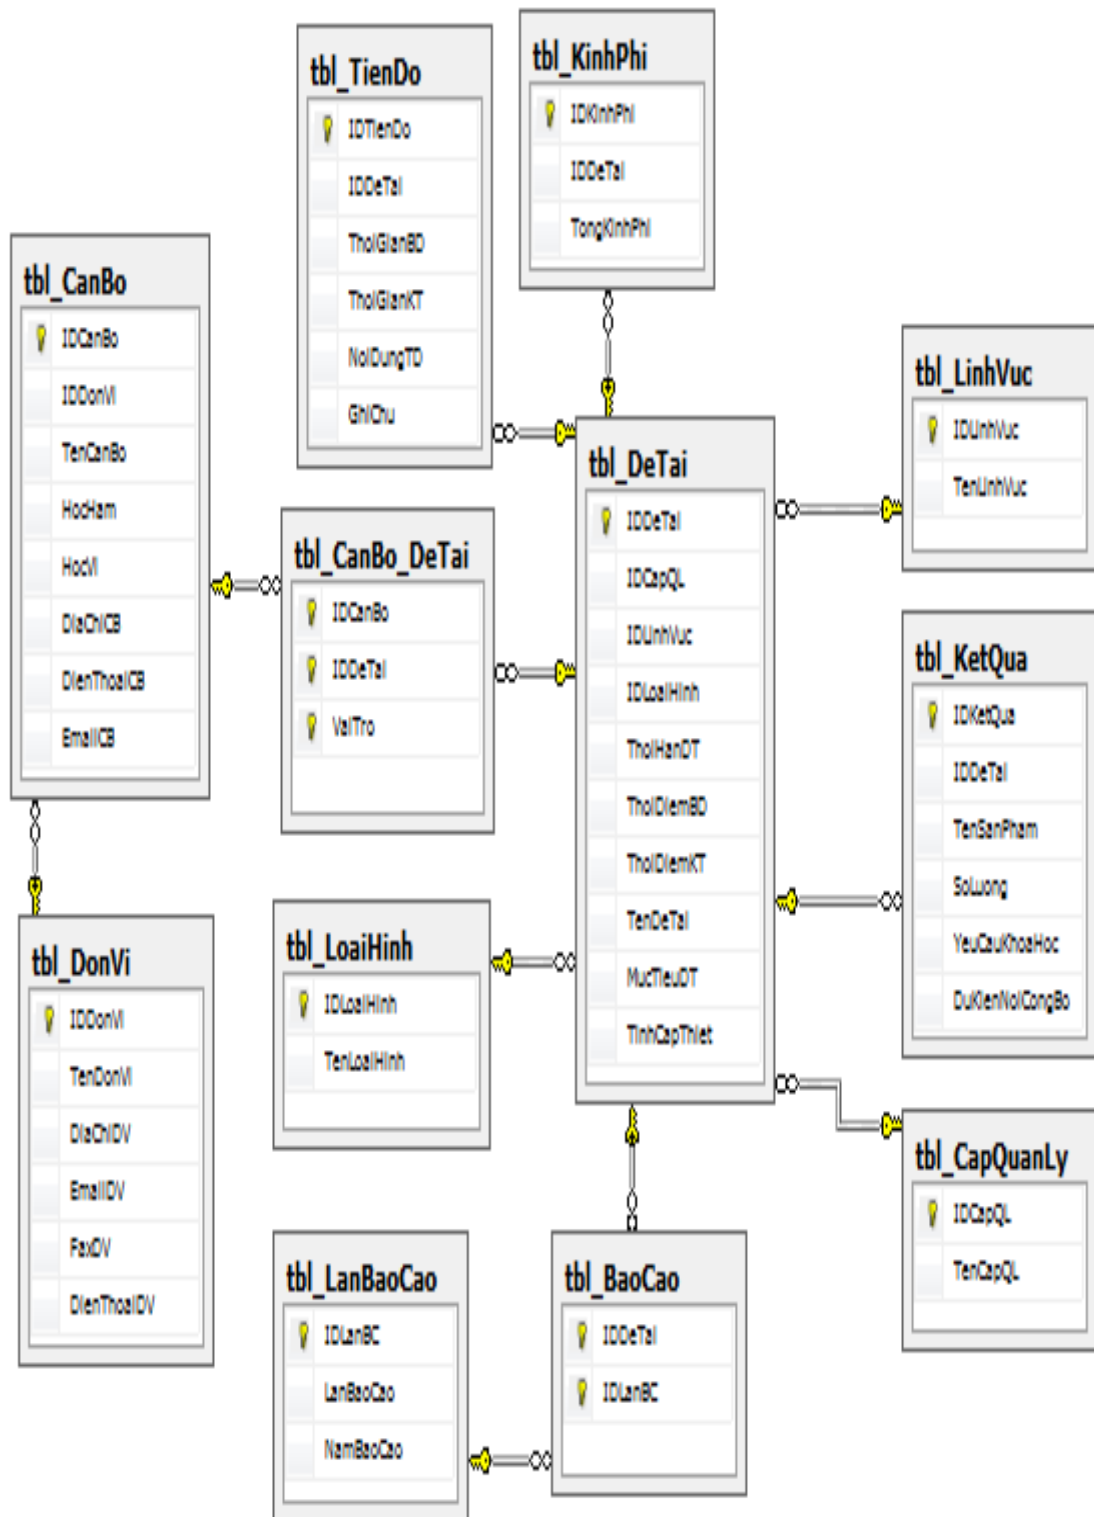 tbl_TienDo
IDTienDo
IDDeTai
ThoiGianBD
ThoiGianKT
NoiDungTD
GhiChu
tbl_KinhPhi
IDKinhPhi
IDDeTai
TongKinhPhi
tbl_CanBo
IDCanBo
IDDonVi
TenCanBo
HocHam
HocVi
DiaChiCB
DienThoaiCB
EmailCB
tbl_LinhVuc
IDLinhVuc
TenLinhVuc
tbl_DeTai
IDDeTai
IDCapQL
IDLinhVuc
IDLoaiHinh
ThoiHanDT
ThoiDiemBD
ThoiDiemKT
TenDeTai
MucTieuDT
TinhCapThiet
tbl_CanBo_DeTai
IDCanBo
IDDeTai
VaiTro
tbl_KetQua
IDKetQua
IDDeTai
TenSanPham
SoLuong
YeuCauKhoaHoc
DuKienNoiCongBo
tbl_DonVi
IDDonVi
TenDonVi
DiaChiDV
EmailDV
FaxDV
DienThoaiDV
tbl_LoaiHinh
IDLoaiHinh
TenLoaiHinh
tbl_CapQuanLy
IDCapQL
TenCapQL
tbl_LanBaoCao
IDLanBC
LanBaoCao
NamBaoCao
tbl_BaoCao
IDDeTai
IDLanBC